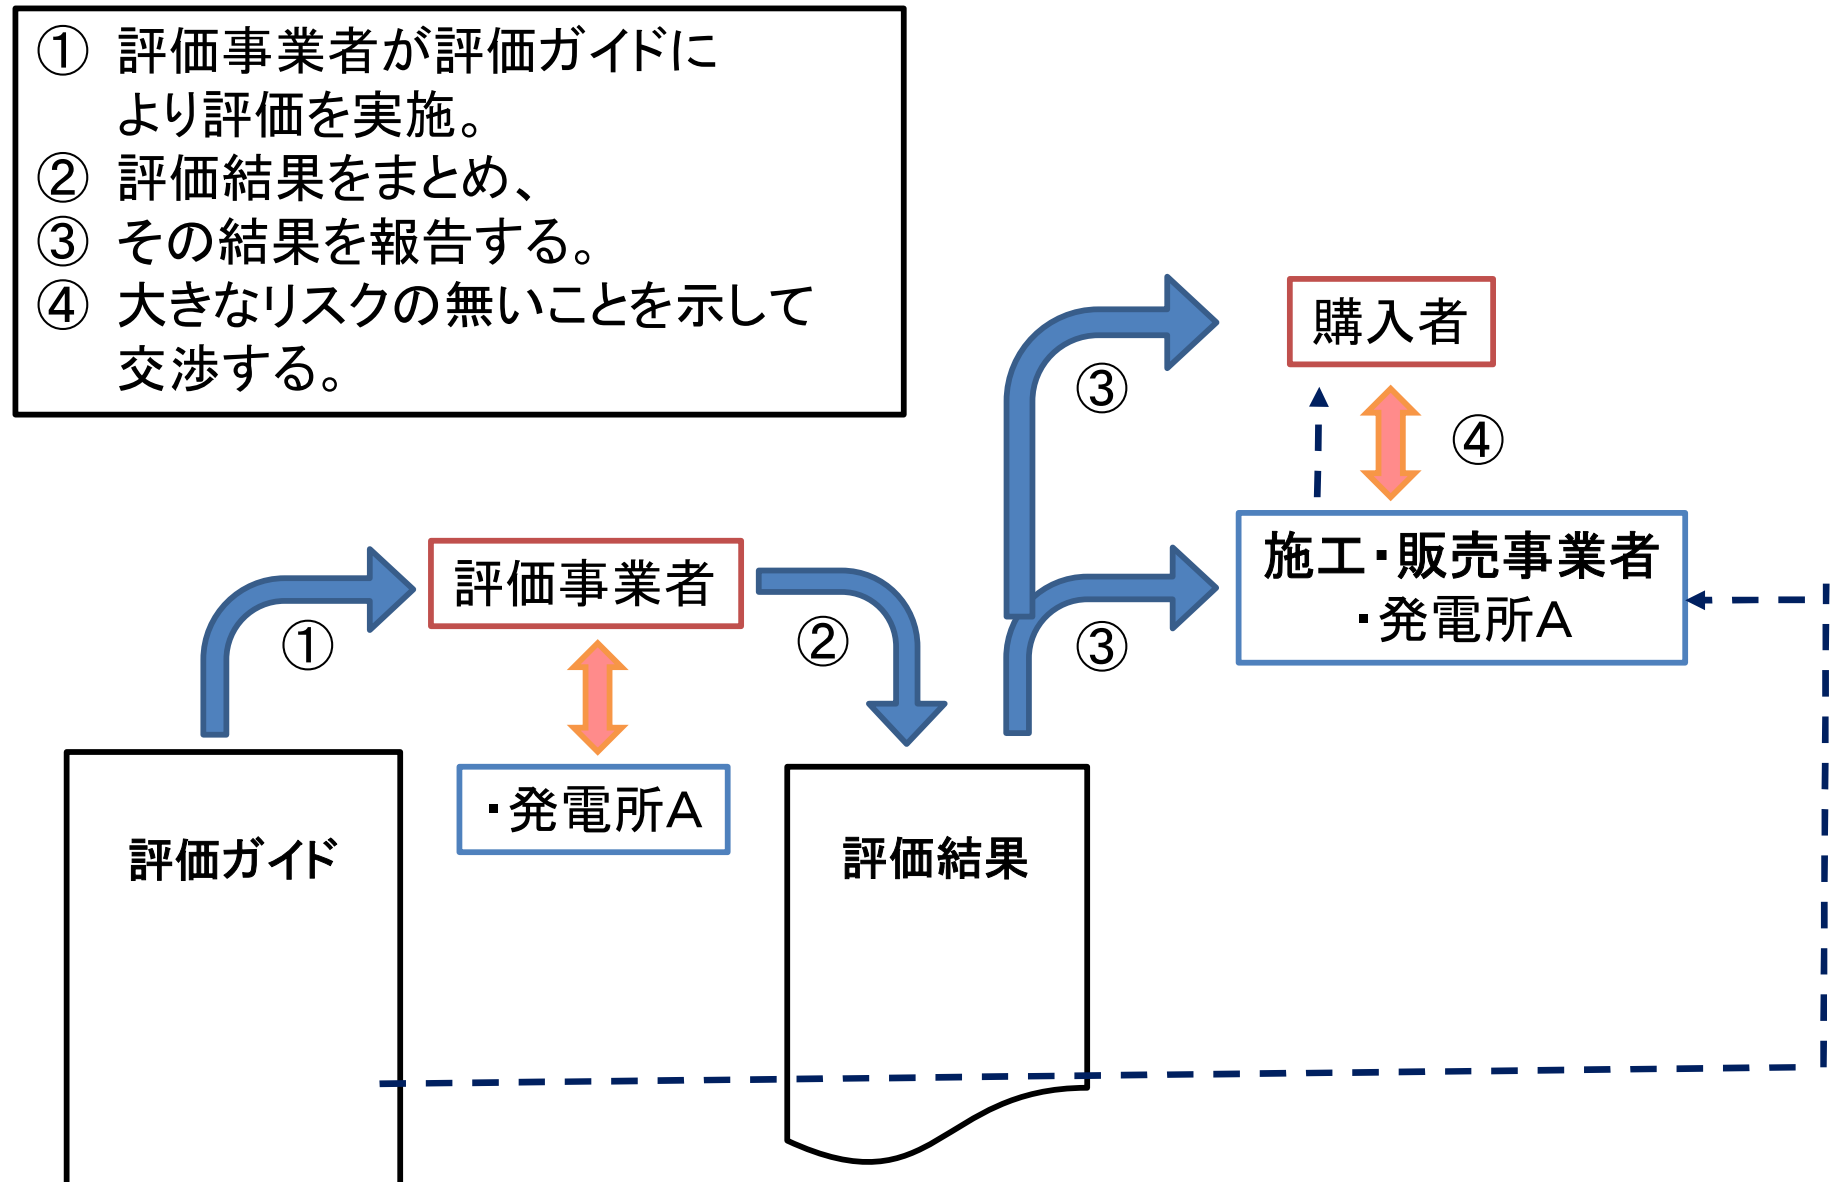 ① 評価事業者が評価ガイドに
より評価を実施。
② 評価結果をまとめ、
③ その結果を報告する。
④ 大きなリスクの無いことを示して
交渉する。
購入者
③
④
施工・販売事業者
・発電所A
評価事業者
①
②
③
・発電所A
評価ガイド
評価結果